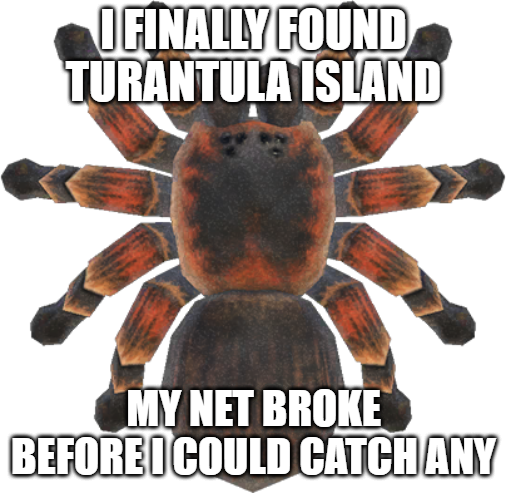 I FINALLY FOUND
TURANTULA ISLAND
MY NET BROKE
BEFORE I COULD CATCH ANY